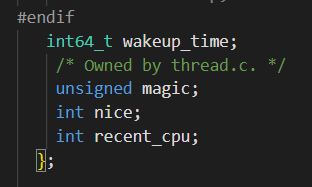 #endif
int64_t wakeup_time;
/* Owned by thread.c. */
unsigned magic;
int nice;
int recent_cpu;
};